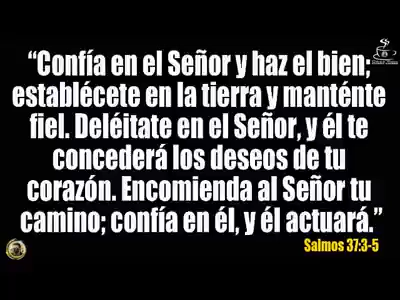 “Confía en el Señor y haz el bien;
establécete en la tierra y manténte
fiel. Deléitate en el Señor, y él te
concederá los deseos de tu
corazón. Encomienda al Señor tu
camino; confía en él, y él actuará.”
Salmos 37:3-5